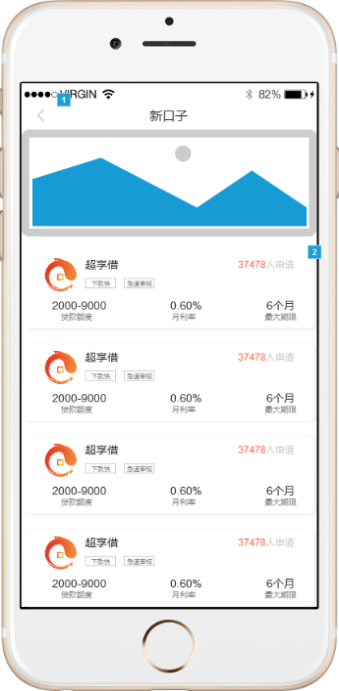 VIRGIN
82%
1
新口子
2
超享借
37478人申请
下款快 急速审核
2000-9000 0.60% 6个月
贷款额度 月利率 最大期限
超享借
37478人申请
下款快 急速审核
2000-9000 0.60% 6个月
贷款额度 月利率 最大期限
超享借
37478人申请
下款快 急速审核
2000-9000 0.60% 6个月
贷款额度 月利率 最大期限
超享借
37478人申请
下款快 急速审核
2000-9000 0.60% 6个月
贷款额度 月利率 最大期限